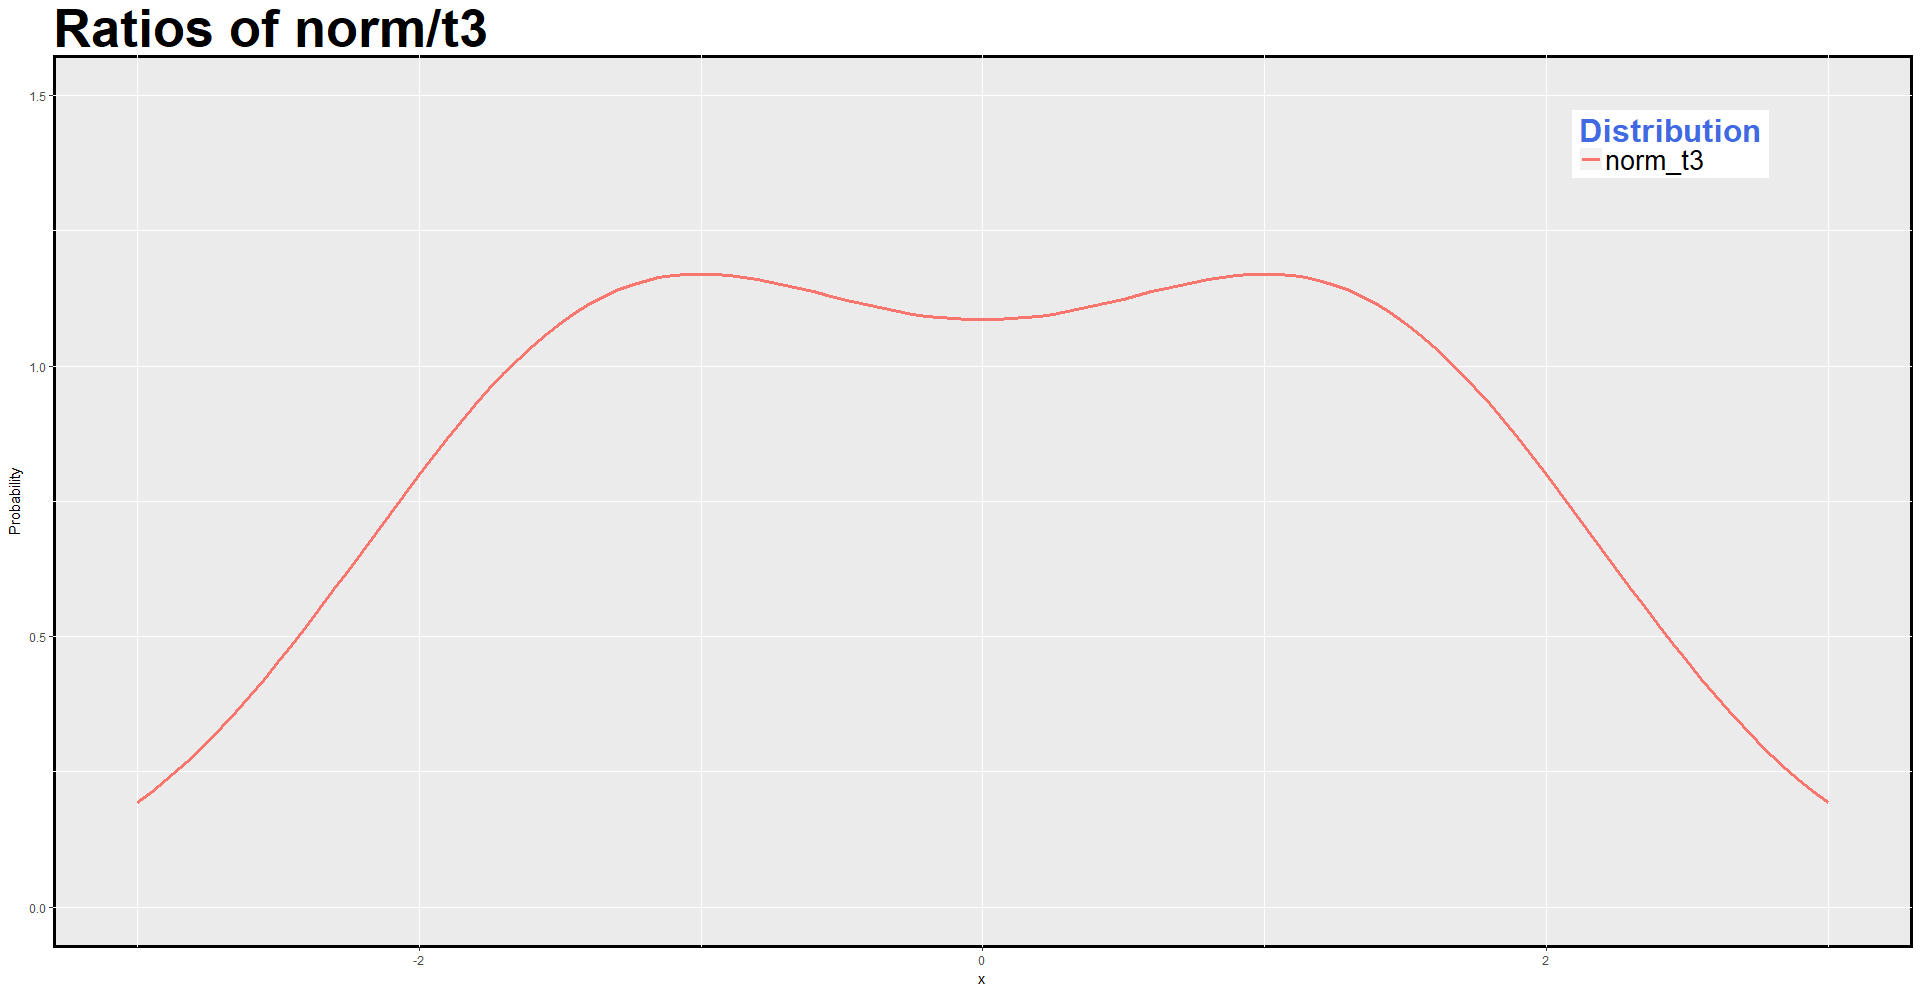 Ratios of norm/t3
1.5
1.0
0.5
0.0
Probability
Distribution
norm_t3
-2
0
2
x